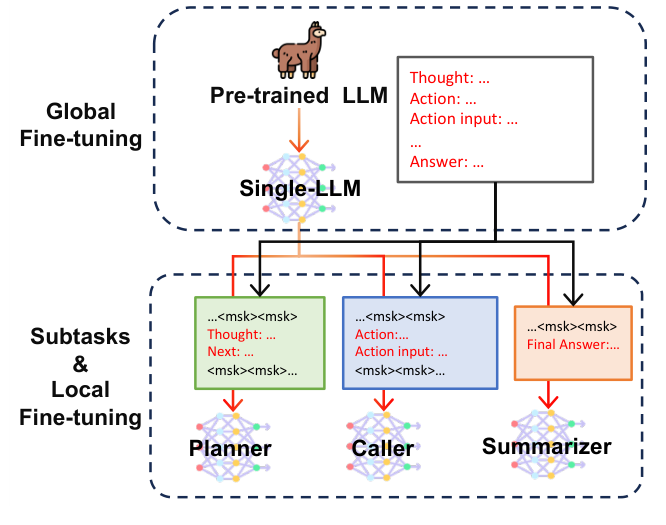 Global
Fine-tuning
Pre-trained LLM
Single-LLM
Thought: ...
Action: ...
Action input: ...
...
Answer: ...
Subtasks
&
Local
Fine-tuning
...<msk><msk>
Thought: ...
Next: ...
<msk><msk>...
...<msk><msk>
Action:...
Action input: ...
<msk><msk>...
...<msk><msk>
Final Answer:...
Planner
Caller
Summarizer